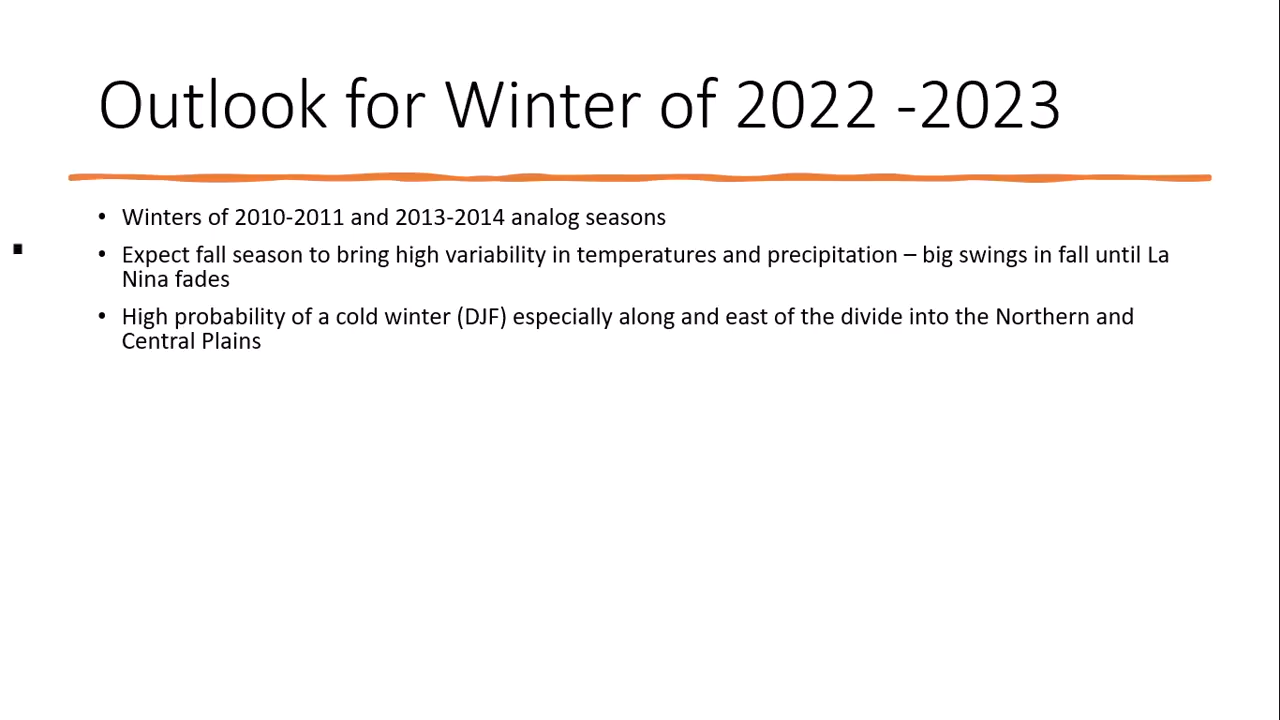 Outlook for Winter of 2022 -2023
• Winters of 2010-2011 and 2013-2014 analog seasons
• Expect fall season to bring high variability in temperatures and precipitation – big swings in fall until La
Nina fades
• High probability of a cold winter (DJF) especially along and east of the divide into the Northern and
Central Plains